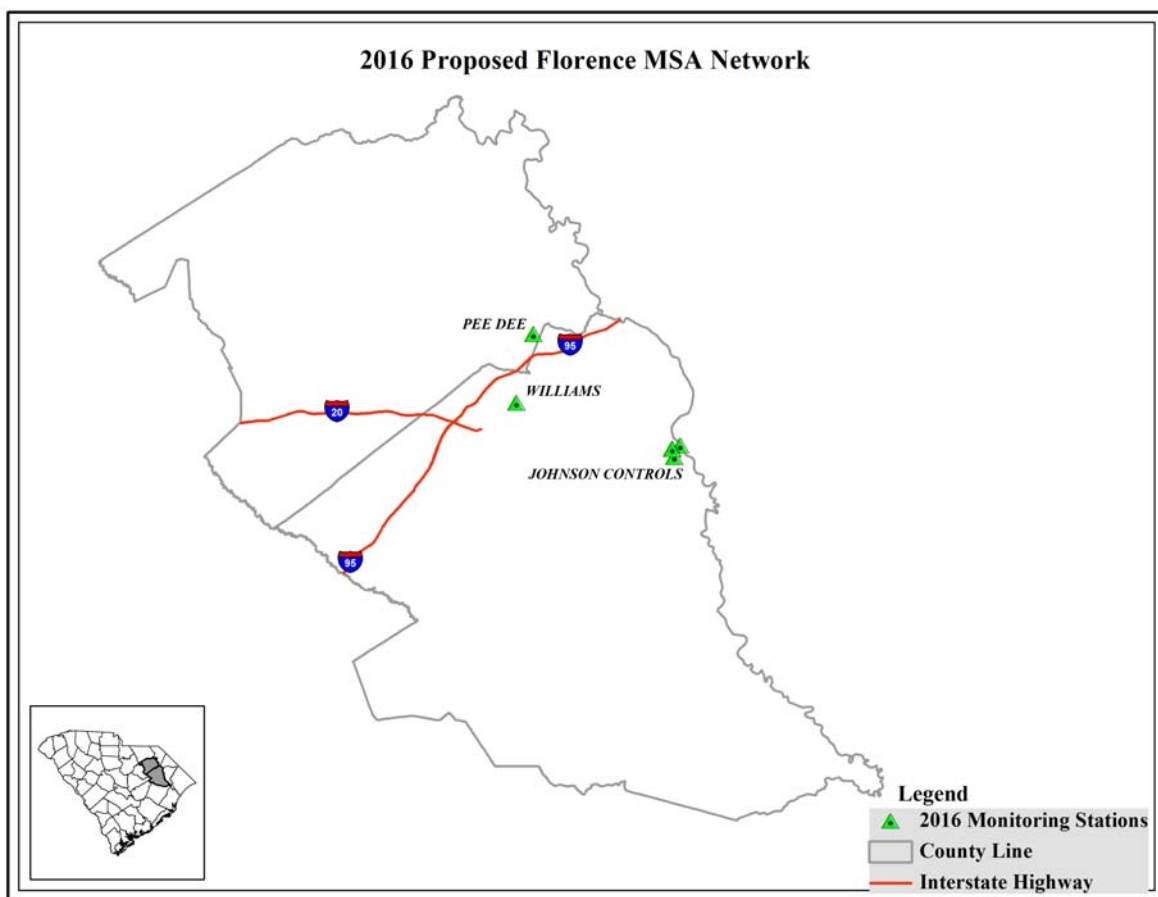 2016 Proposed Florence MSA Network
PEE DEE
95
WILLIAMS
20
JOHNSON CONTROLS
95
Legend
2016 Monitoring Stations
County Line
Interstate Highway